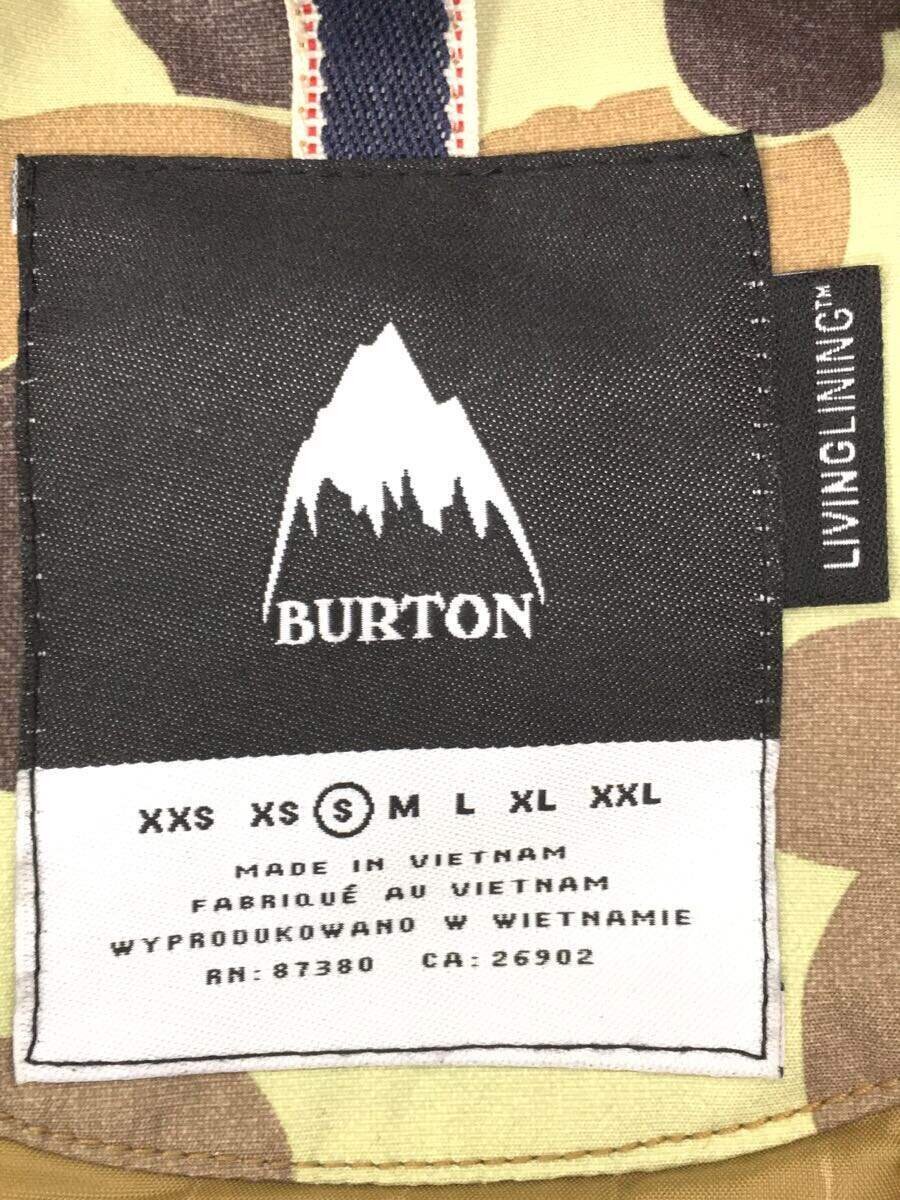 BURTON
LIVINGLINING™
XXS XS S M L XL XXL
MADE IN VIETNAM
FABRIQUÉ AU VIETNAM
WYPRODUKOWANO W WIETNAMIE
RN: 87380 CA: 26902